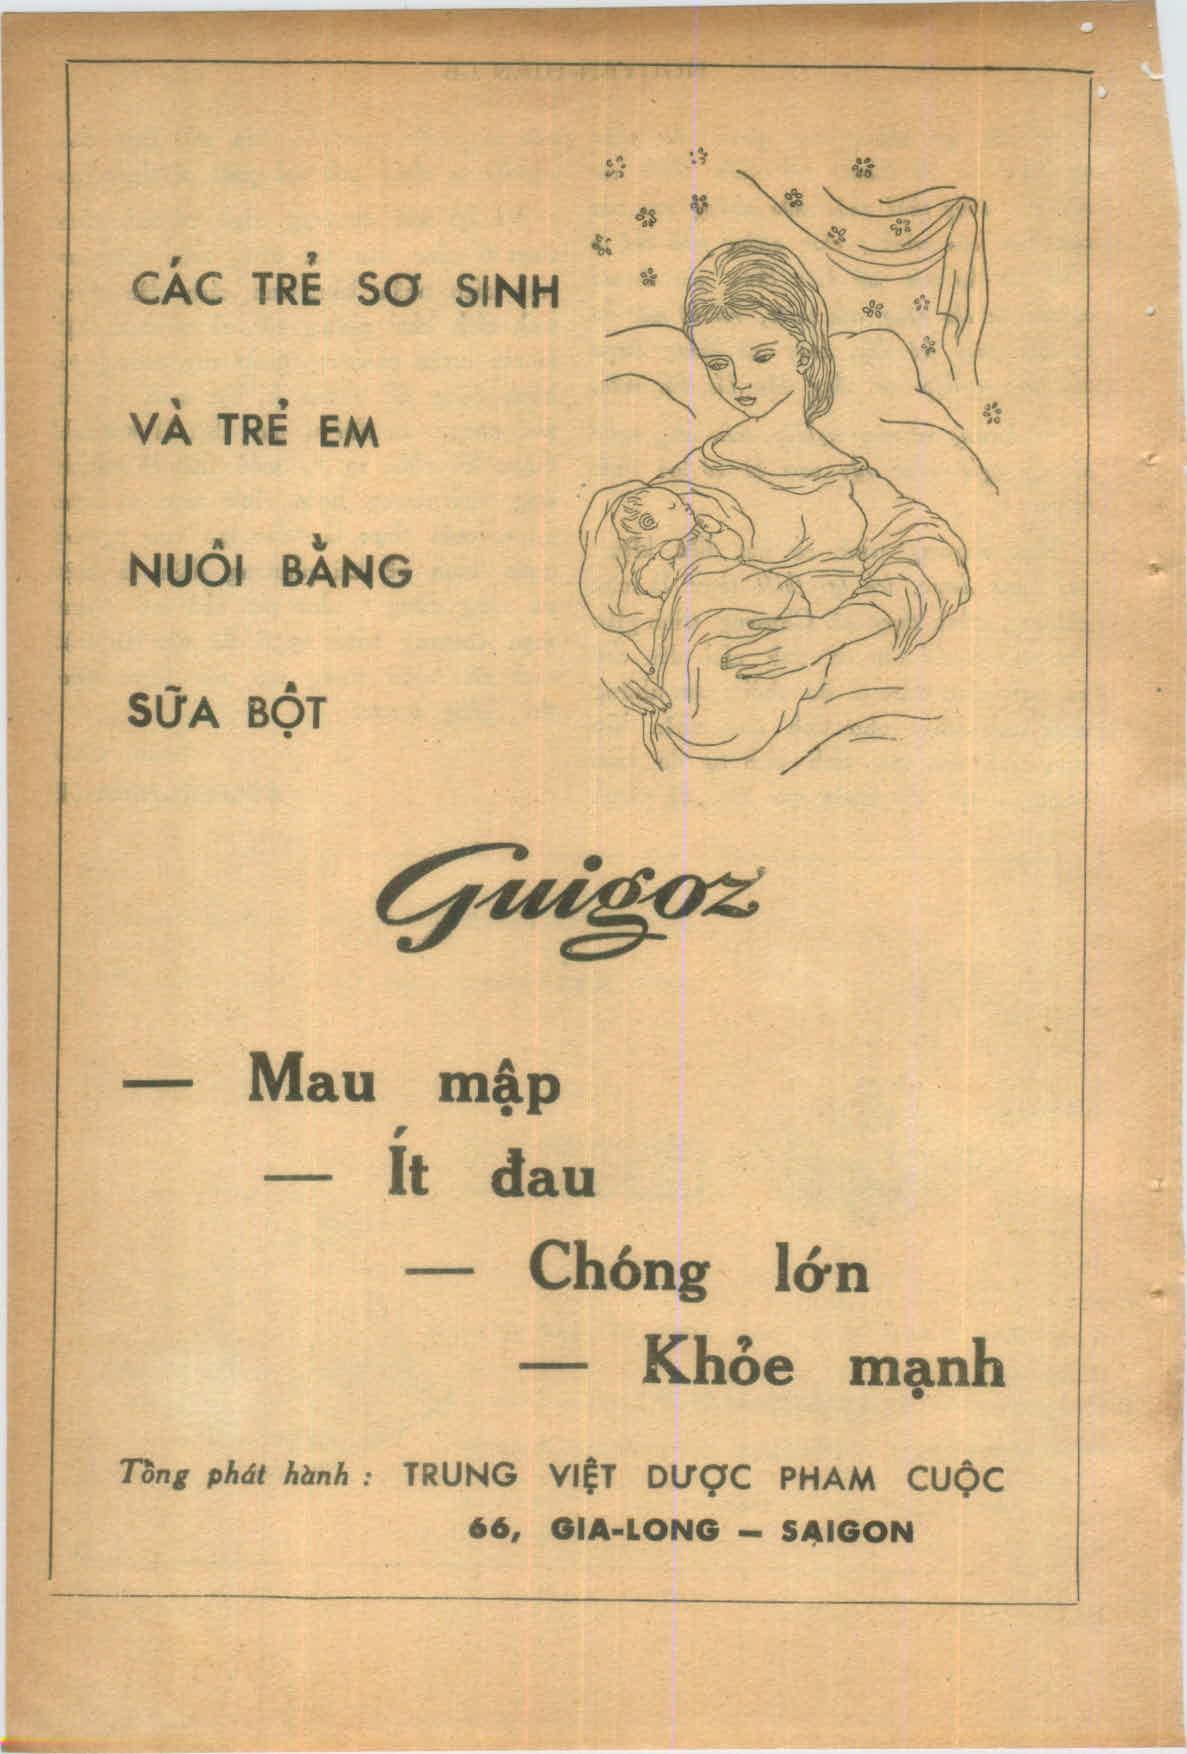 CÁC TRẺ SƠ SINH
VÀ TRẺ EM
NUÔI BẰNG
SỮA BỘT
Guigoz
— Mau mập
— Ít đau
— Chóng lớn
— Khỏe mạnh
Tổng phát hành : TRUNG VIỆT DƯỢC PHAM CUỘC
66, GIA-LONG — SAIGON